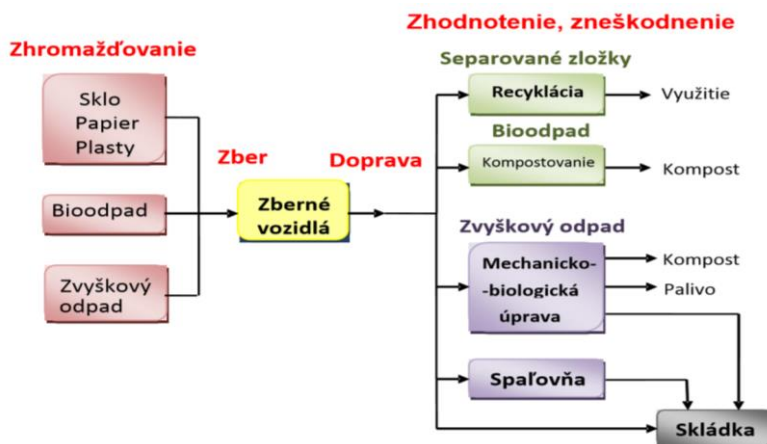 Zhodnotenie, zneškodnenie
Zhromažďovanie
Separované zložky
Sklo
Papier
Plasty
Recyklácia
Využitie
Bioodpad
Zber
Doprava
Kompostovanie
Kompost
Bioodpad
Zberné
vozidlá
Zvyškový odpad
Mechanicko-
-biologická
úprava
Kompost
Palivo
Zvyškový
odpad
Spaľovňa
Skládka